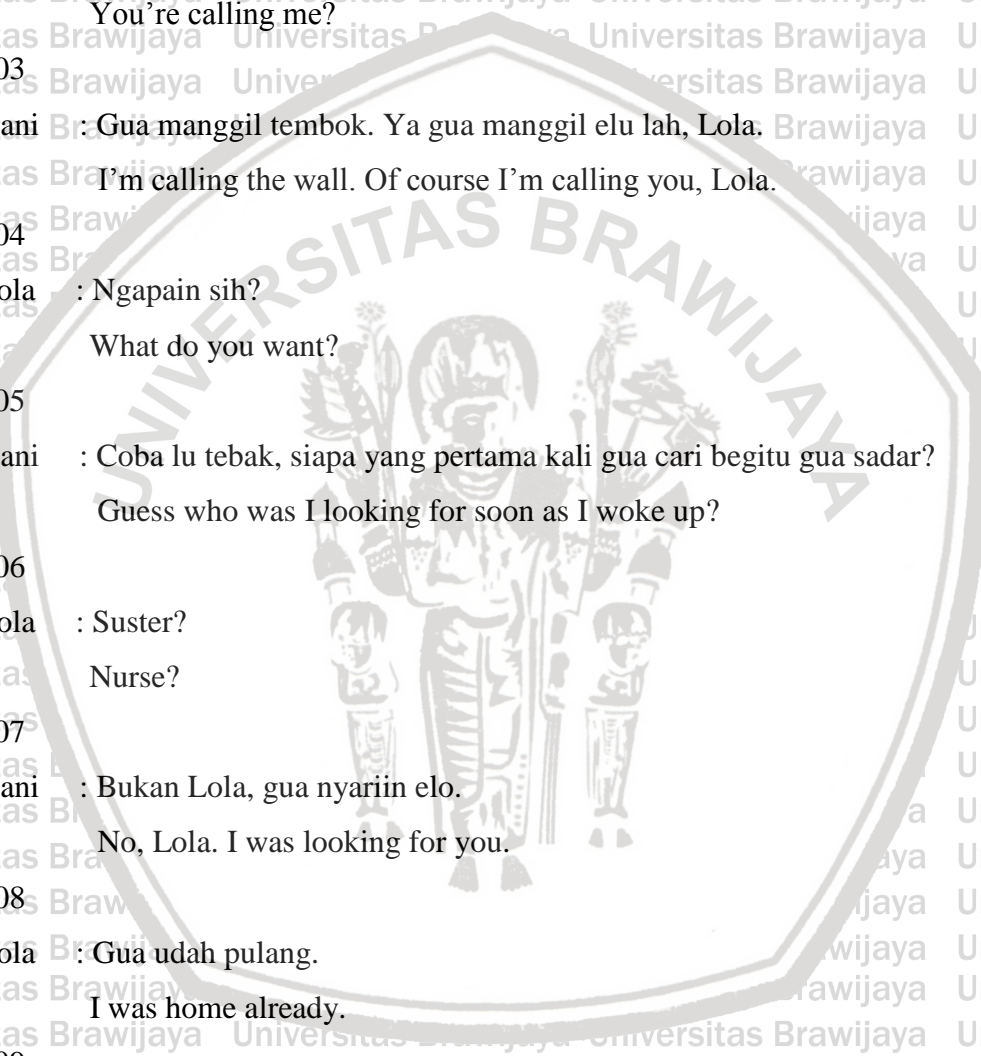 You're calling me?
03
ani : Gua manggil tembok. Ya gua manggil elu lah, Lola.
I'm calling the wall. Of course I'm calling you, Lola.
04
ola : Ngapain sih?
What do you want?
05
ani : Coba lu tebak, siapa yang pertama kali gua cari begitu gua sadar?
Guess who was I looking for soon as I woke up?
06
ola : Suster?
Nurse?
07
ani : Bukan Lola, gua nyariin elo.
No, Lola. I was looking for you.
08
ola : Gua udah pulang.
I was home already.
UNIVERSITAS BRAWIJAYA